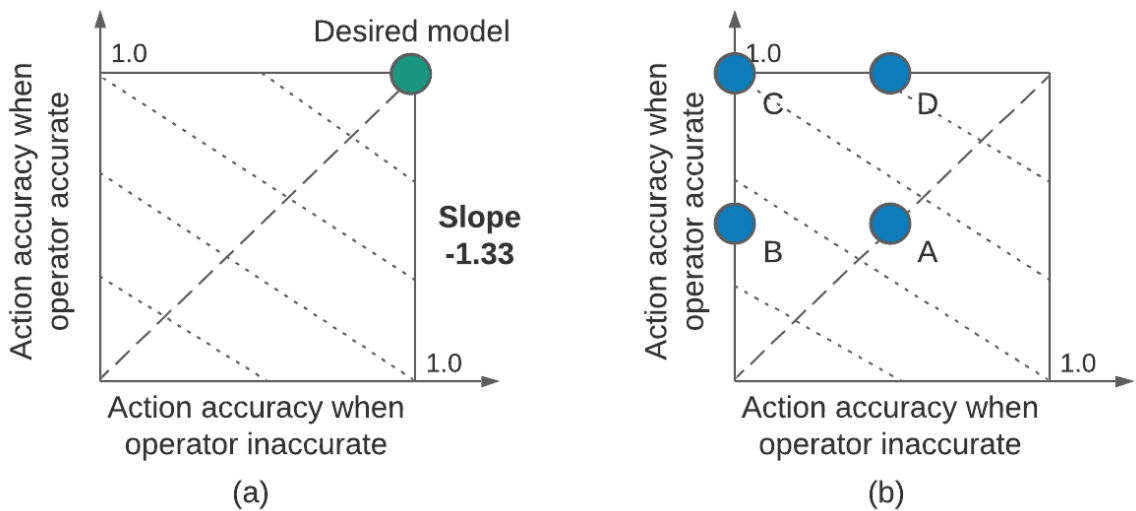 Desired model
1.0
Action accuracy when
operator accurate
Slope
-1.33
1.0
Action accuracy when
operator inaccurate
(a)
1.0
C
D
Action accuracy when
operator accurate
B
A
1.0
Action accuracy when
operator inaccurate
(b)